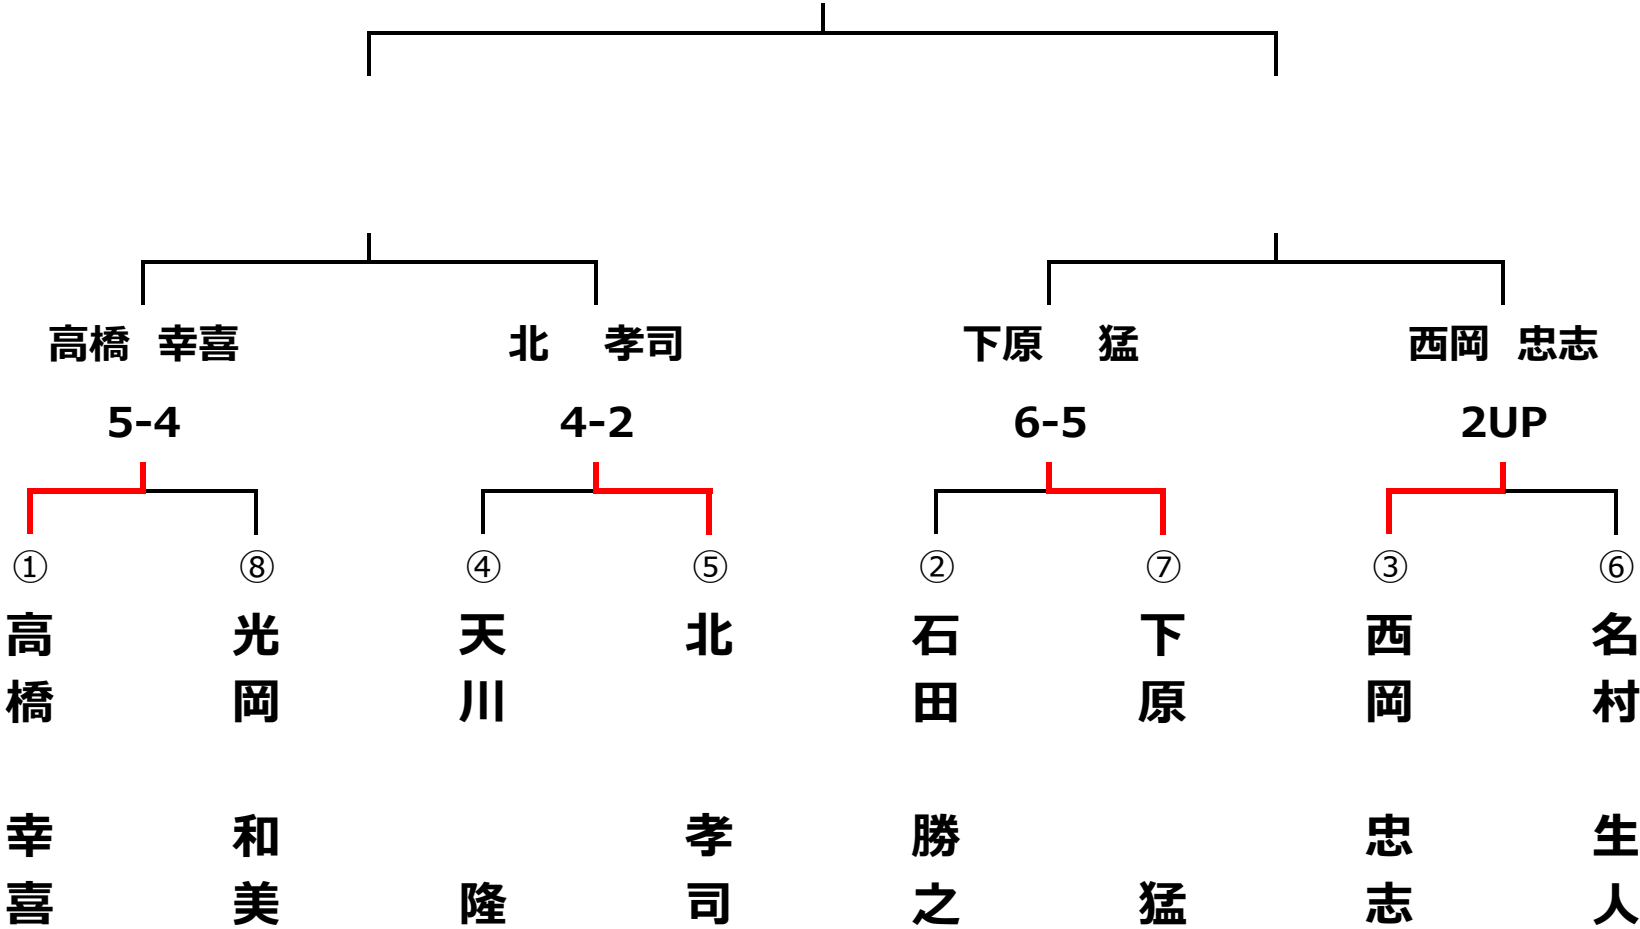 高橋 幸喜
北 孝司
下原 猛
西岡 忠志
5-4
4-2
6-5
2UP
①
⑧
④
⑤
②
⑦
③
⑥
高橋 幸喜
光岡 和美
天川 隆
北 孝司
石田 勝之
下原 猛
西岡 忠志
名村 生人